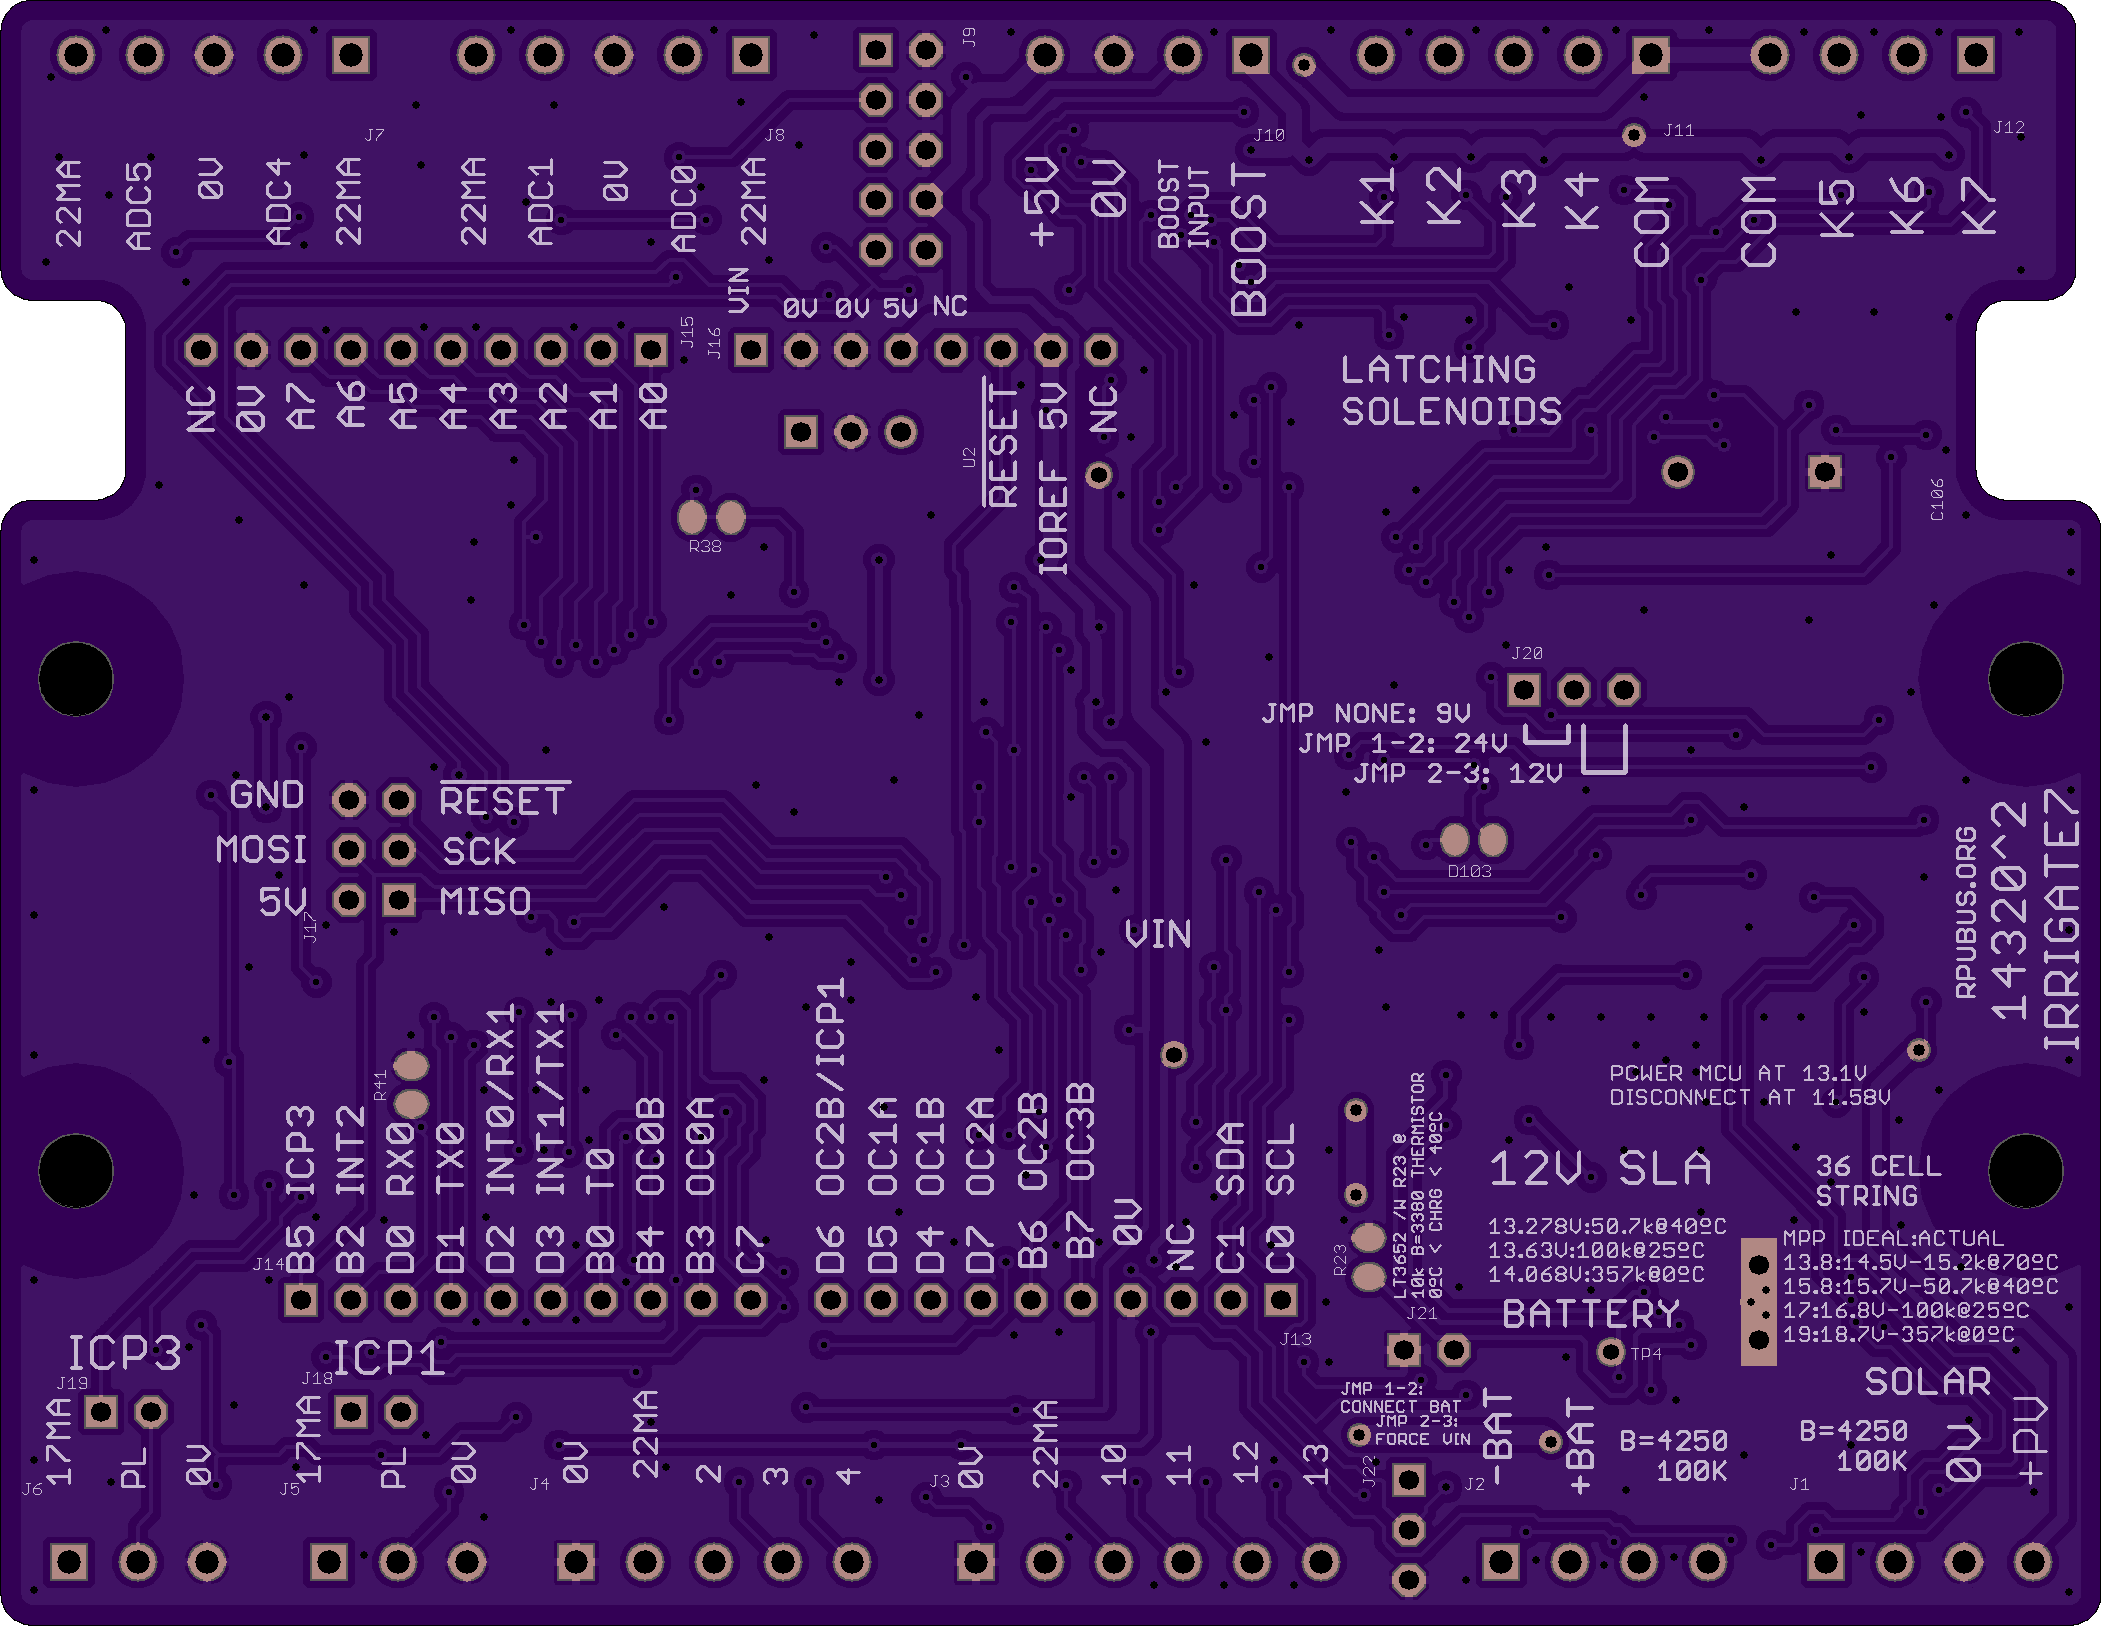 J9
J7
J8
J10
J11
J12
22MA
ADC5
0V
ADC4
22MA
22MA
ADC1
0V
ADC0
22MA
+5V
0V
BOOST
INPUT
BOOST
K1
K2
K3
K4
COM
COM
K5
K6
K7
VIN
0V 0V 5V NC
J15
J16
NC
0V
A7
A6
A5
A4
A3
A2
A1
A0
RESET
IOREF 5V
NC
U2
LATCHING
SOLENOIDS
C106
R38
J20
JMP NONE: 9V
JMP 1-2: 24V
JMP 2-3: 12V
GND
RESET
MOSI
SCK
5V
MISO
J17
D103
RPUBUS.ORG
14320^2
IRRIGATE7
VIN
R41
B5 ICP3
B2 INT2
D0 RX0
D1 TX0
D2 INT0/RX1
D3 INT1/TX1
B0 T0
B4 OC0B
B3 OC0A
C7
D6 OC2B/ICP1
D5 OC1A
D4 OC1B
D7 OC2A
B6 OC2B
B7 OC3B
0V
NC
C1 SDA
C0 SCL
J14
J13
POWER MCU AT 13.1V
DISCONNECT AT 11.58V
LT3652 /W R23 @
10k B=3380 THERMISTOR
0ºC < CHRG < 40ºC
R23
12V SLA
36 CELL
STRING
13.278V:50.7k@40ºC
13.63V:100k@25ºC
14.068V:357k@0ºC
MPP IDEAL:ACTUAL
13.8:14.5V-15.2k@70ºC
15.8:15.7V-50.7k@40ºC
17:16.8V-100k@25ºC
19:18.7V-357k@0ºC
BATTERY
J21
TP4
ICP3
ICP1
J19
J18
SOLAR
JMP 1-2:
CONNECT BAT
JMP 2-3:
FORCE VIN
17MA
PL
0V
17MA
PL
0V
0V
22MA
2
3
4
0V
22MA
10
11
12
13
J22
-BAT
+BAT
B=4250
100K
B=4250
100K
0V
+PV
J6
J5
J4
J3
J2
J1